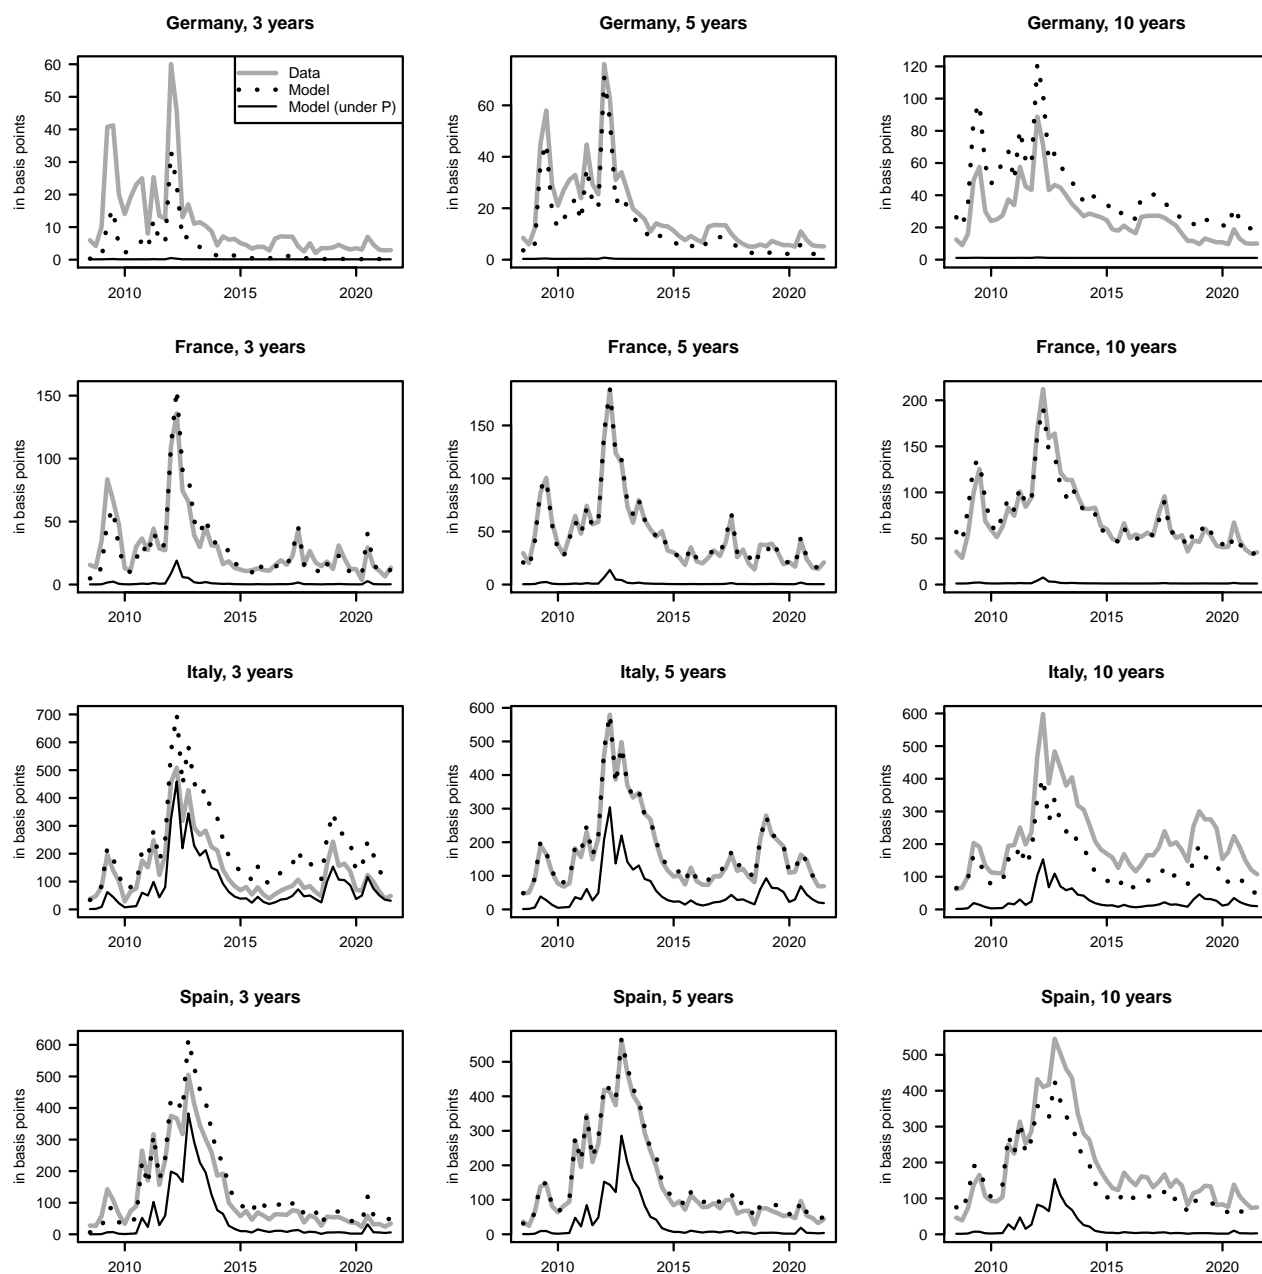 Germany, 3 years
in basis points
60
50
40
30
20
10
0
Data
Model
Model (under P)
2010 2015 2020
Germany, 5 years
in basis points
60
40
20
0
2010 2015 2020
Germany, 10 years
in basis points
120
100
80
60
40
20
0
2010 2015 2020
France, 3 years
in basis points
150
100
50
0
2010 2015 2020
France, 5 years
in basis points
150
100
50
0
2010 2015 2020
France, 10 years
in basis points
200
150
100
50
0
2010 2015 2020
Italy, 3 years
in basis points
700
600
500
400
300
200
100
0
2010 2015 2020
Italy, 5 years
in basis points
600
500
400
300
200
100
0
2010 2015 2020
Italy, 10 years
in basis points
600
500
400
300
200
100
0
2010 2015 2020
Spain, 3 years
in basis points
600
500
400
300
200
100
0
2010 2015 2020
Spain, 5 years
in basis points
500
400
300
200
100
0
2010 2015 2020
Spain, 10 years
in basis points
500
400
300
200
100
0
2010 2015 2020